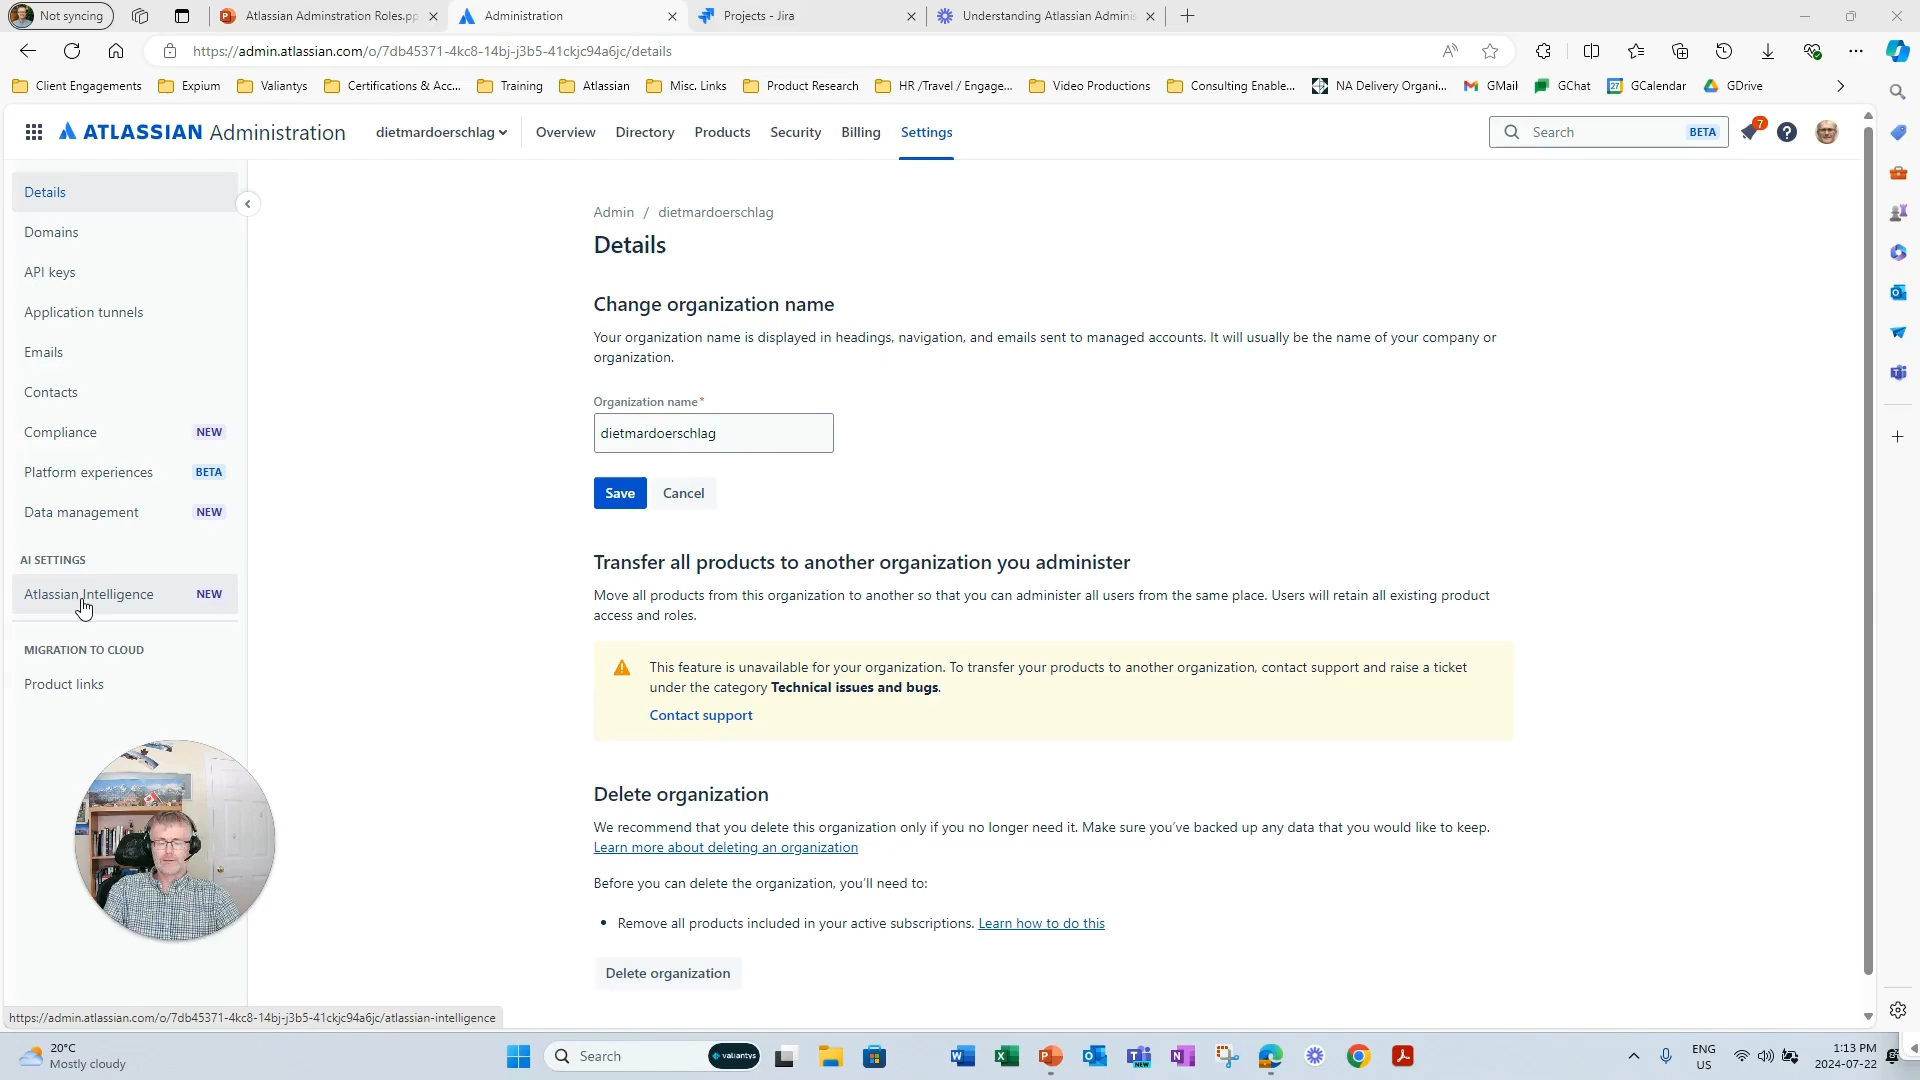 Not syncing
Atlassian Adminstration Roles.pp
Administration
Projects - Jira
Understanding Atlassian Adminis
https://admin.atlassian.com/o/7db45371-4kc8-14bj-j3b5-41ckjc94a6jc/details
Client Engagements
Expium
Valiantys
Certifications & Acc...
Training
Atlassian
Misc. Links
Product Research
HR /Travel / Engage...
Video Productions
Consulting Enable...
NA Delivery Organi...
GMail
GChat
27
GCalendar
GDrive
ATLASSIAN Administration
dietmardoerschlag
Overview
Directory
Products
Security
Billing
Settings
Search
BETA
7
Details
Domains
API keys
Application tunnels
Emails
Contacts
Compliance NEW
Platform experiences BETA
Data management NEW
AI SETTINGS
Atlassian Intelligence NEW
MIGRATION TO CLOUD
Product links
Admin / dietmardoerschlag
Details
Change organization name
Your organization name is displayed in headings, navigation, and emails sent to managed accounts. It will usually be the name of your company or
organization.
Organization name*
dietmardoerschlag
Save
Cancel
Transfer all products to another organization you administer
Move all products from this organization to another so that you can administer all users from the same place. Users will retain all existing product
access and roles.
This feature is unavailable for your organization. To transfer your products to another organization, contact support and raise a ticket
under the category Technical issues and bugs.
Contact support
Delete organization
We recommend that you delete this organization only if you no longer need it. Make sure you've backed up any data that you would like to keep.
Learn more about deleting an organization
Before you can delete the organization, you'll need to:
• Remove all products included in your active subscriptions. Learn how to do this
Delete organization
https://admin.atlassian.com/o/7db45371-4kc8-14bj-j3b5-41ckjc94a6jc/atlassian-intelligence
20°C
Mostly cloudy
Search
valiantys
NEW
ENG
US
1:13 PM
2024-07-22